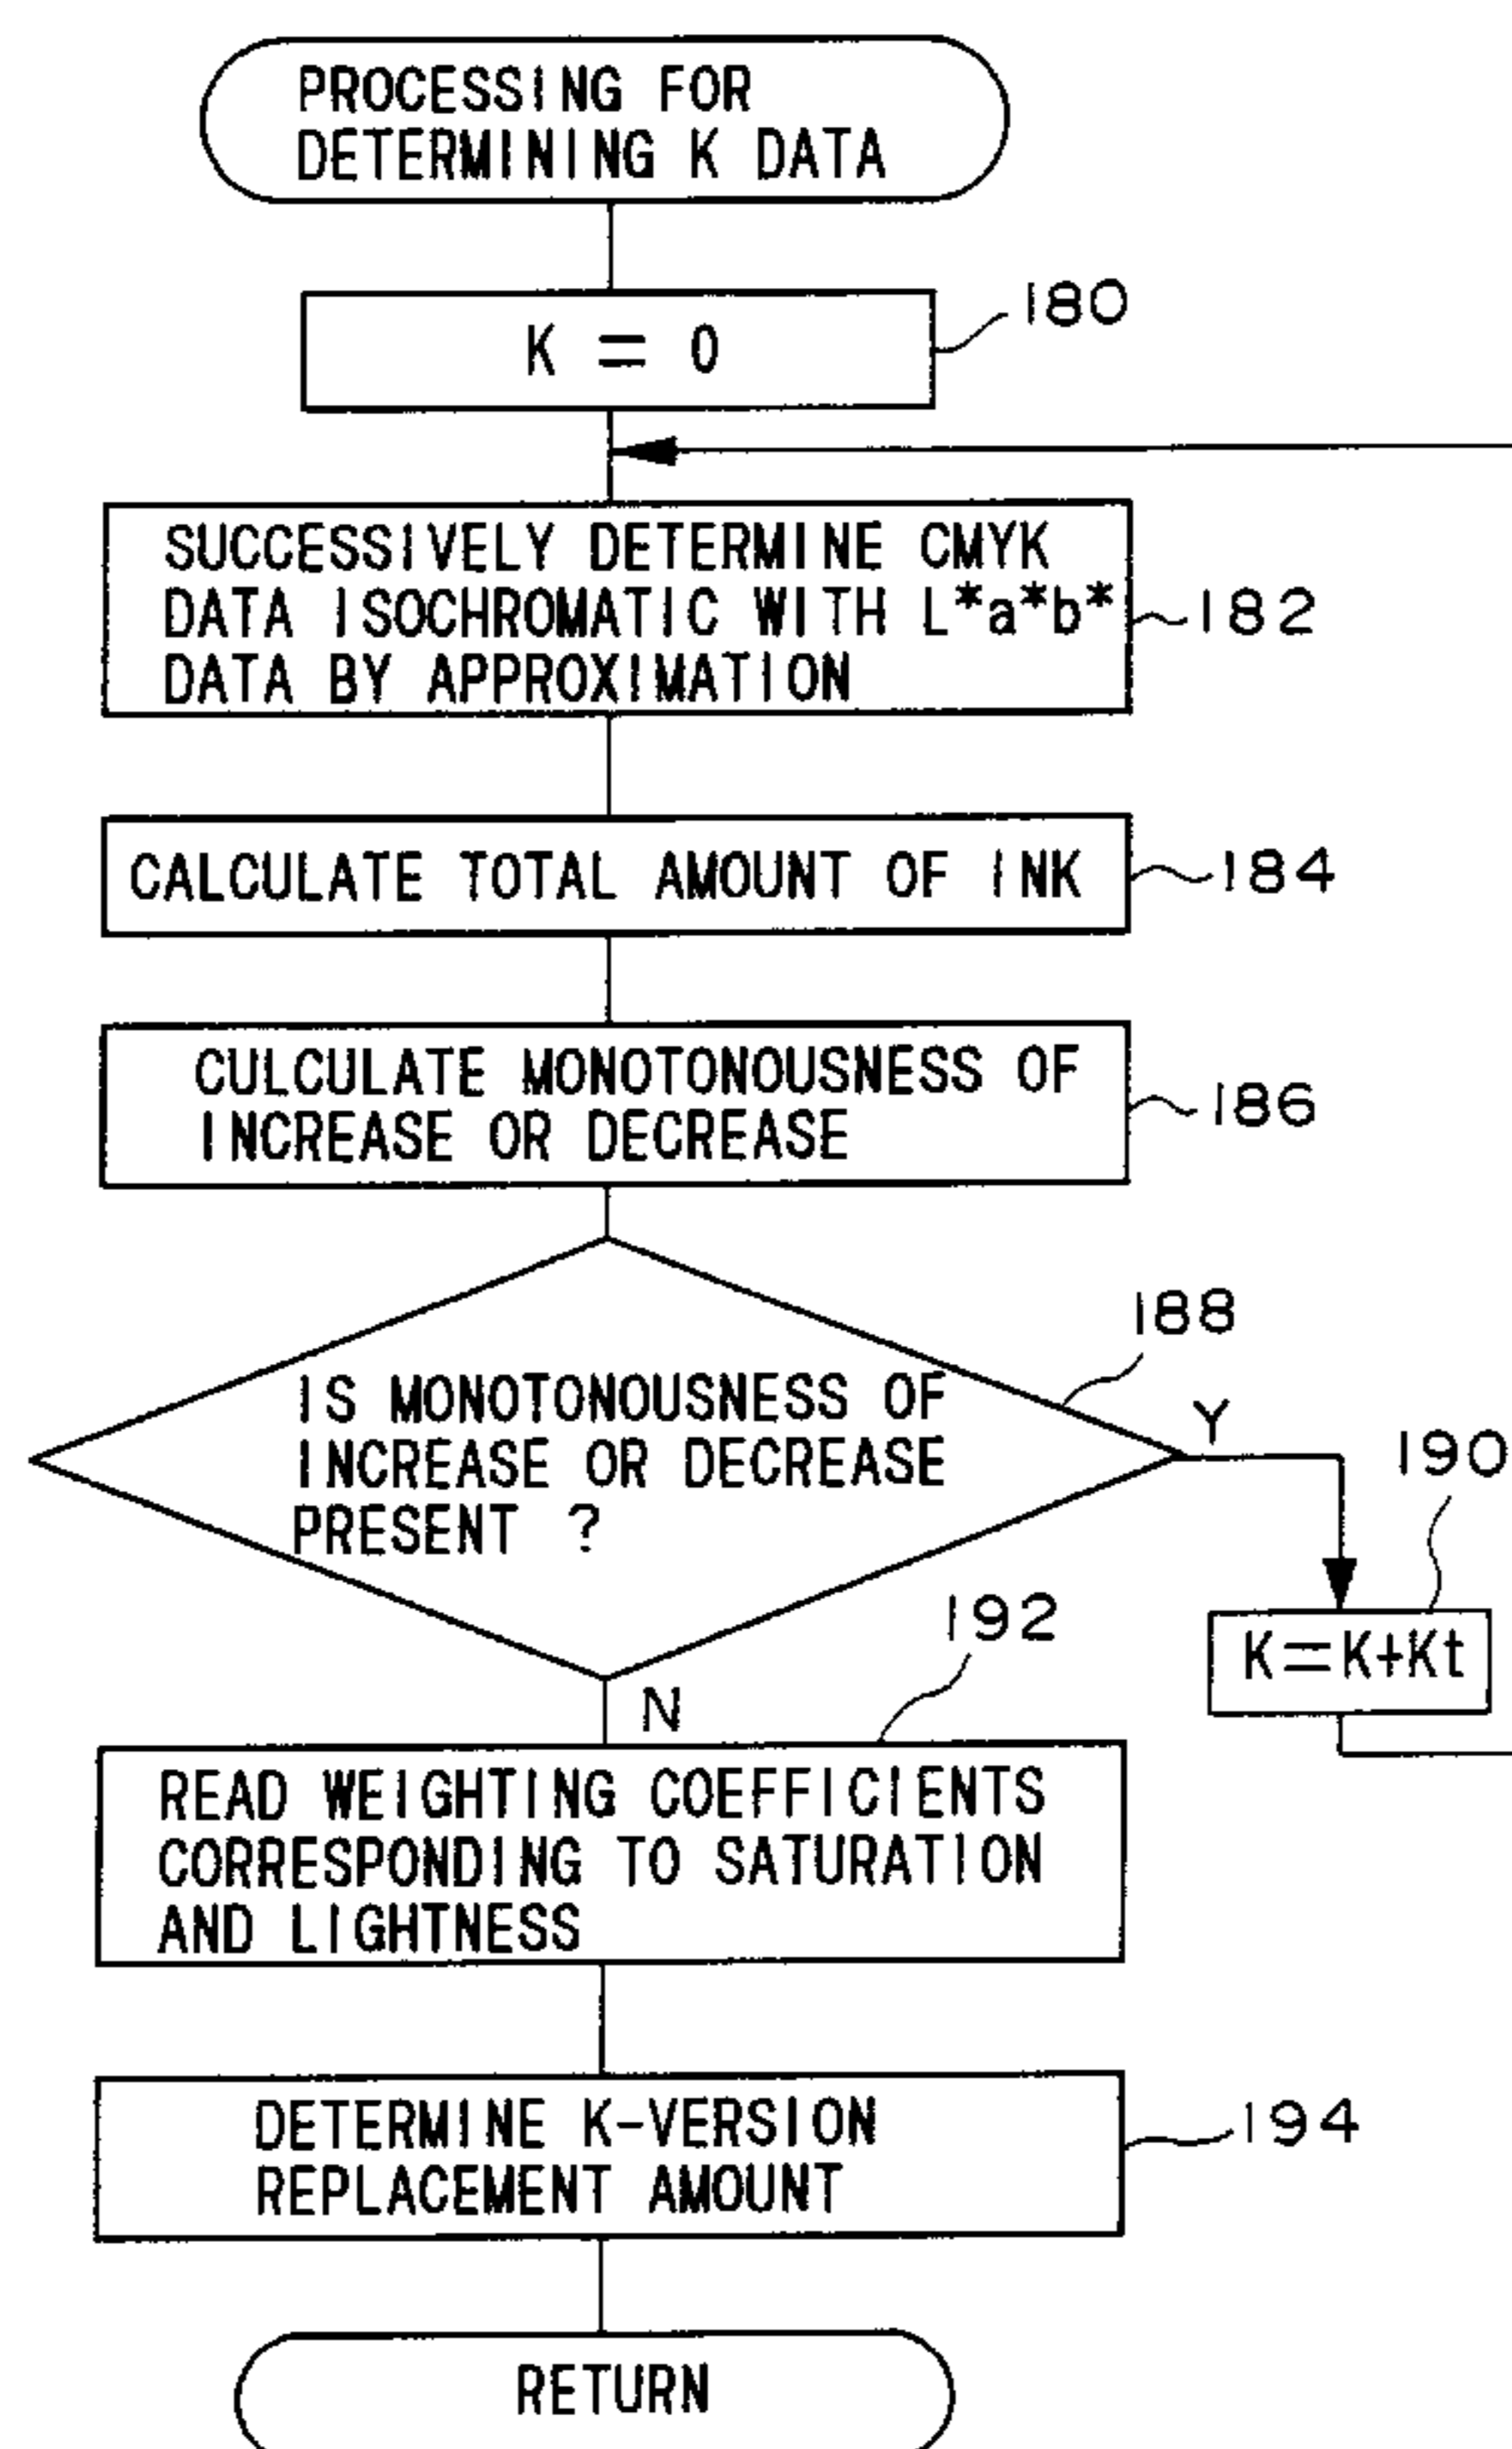 PROCESSING FOR
DETERMINING K DATA
K = 0
180
SUCCESSIVELY DETERMINE CMYK
DATA ISOCHROMATIC WITH L*a*b*
DATA BY APPROXIMATION
182
CALCULATE TOTAL AMOUNT OF INK
184
CULCULATE MONOTONOUSNESS OF
INCREASE OR DECREASE
186
188
IS MONOTONOUSNESS OF
INCREASE OR DECREASE
PRESENT ?
Y
190
K=K+Kt
N
192
READ WEIGHTING COEFFICIENTS
CORRESPONDING TO SATURATION
AND LIGHTNESS
DETERMINE K-VERSION
REPLACEMENT AMOUNT
194
RETURN